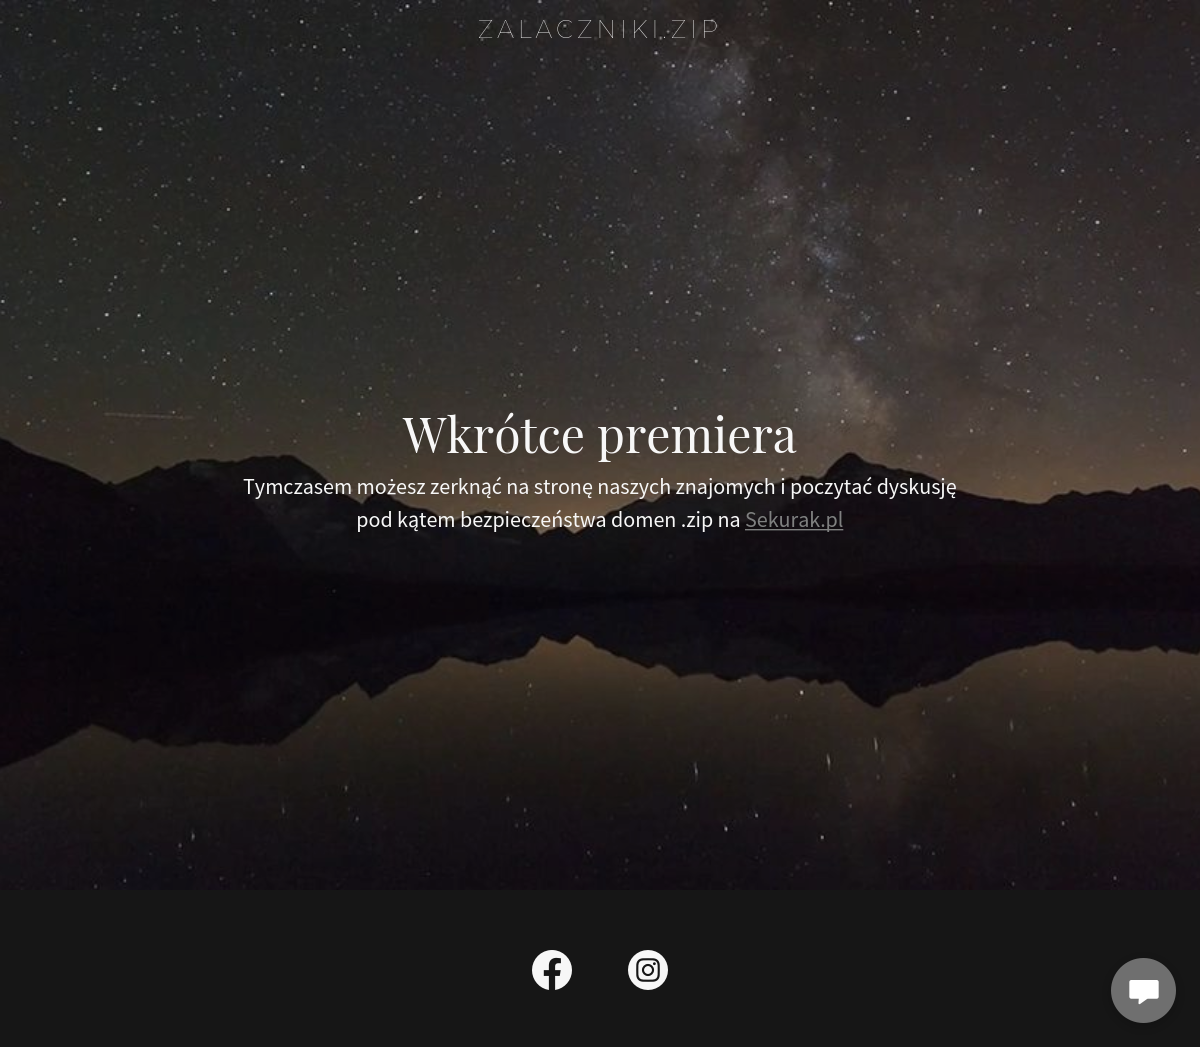 ZALACZNIKI.ZIP
Wkrótce premiera
Tymczasem możesz zerknąć na stronę naszych znajomych i poczytać dyskusję
pod kątem bezpieczeństwa domen .zip na Sekurak.pl